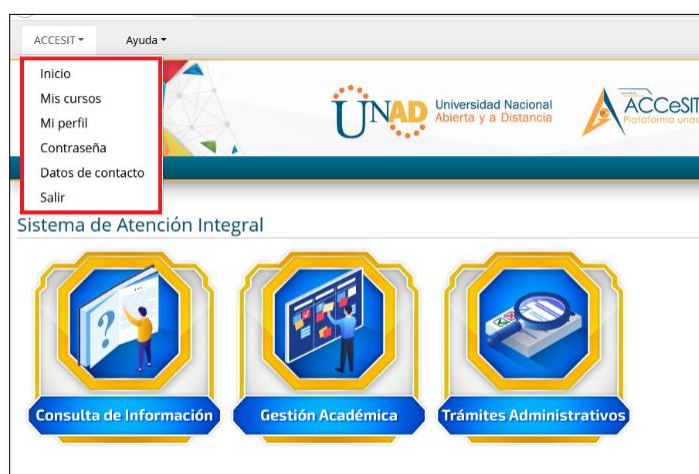 ACCESIT Ayuda
Inicio
Mis cursos
Mi perfil
Contraseña
Datos de contacto
Salir
UNAD Universidad Nacional
Abierta y a Distancia
ACCeSIT
Plataforma
Sistema de Atención Integral
Consulta de Información Gestión Académica Trámites Administrativos